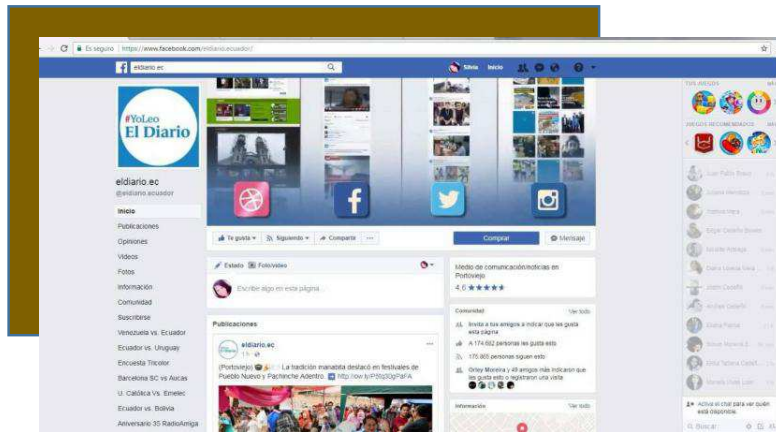 Es seguro | https://www.facebook.com/eldiario.ecuador/
eldiario.ec
Silvia Inicio
#YoLeo
El Diario
eldiario.ec
@eldiario.ecuador
Inicio
Publicaciones
Opiniones
Videos
Fotos
Información
Comunidad
Suscribirse
Venezuela vs. Ecuador
Ecuador vs. Uruguay
Encuesta Tricolor
Barcelona SC vs Aucas
U. Católica Vs. Emelec
Ecuador vs. Bolivia
Aniversario 35 RadioAmiga
Te gusta Siguiendo Compartir ...
Comprar Mensaje
Estado Foto/video
Escribe algo en esta página...
Publicaciones
eldiario.ec
1 h
(Portoviejo) La tradición manabita destacó en festivales de
Pueblo Nuevo y Pachinche Adentro.
Medio de comunicación/noticias en
Portoviejo
4,6 ★★★★★
Comunidad Ver todo
Invita a tus amigos a indicar que les gusta
esta página
A 174.682 personas les gusta esto
175.865 personas siguen esto
Orley Moreira y 49 amigos más indicaron que
les gusta esto o registraron una visita
Información Ver todo
TUS JUEGOS
JUEGOS RECOMENDADOS
Activa el chat para ver quién
está disponible.
Buscar